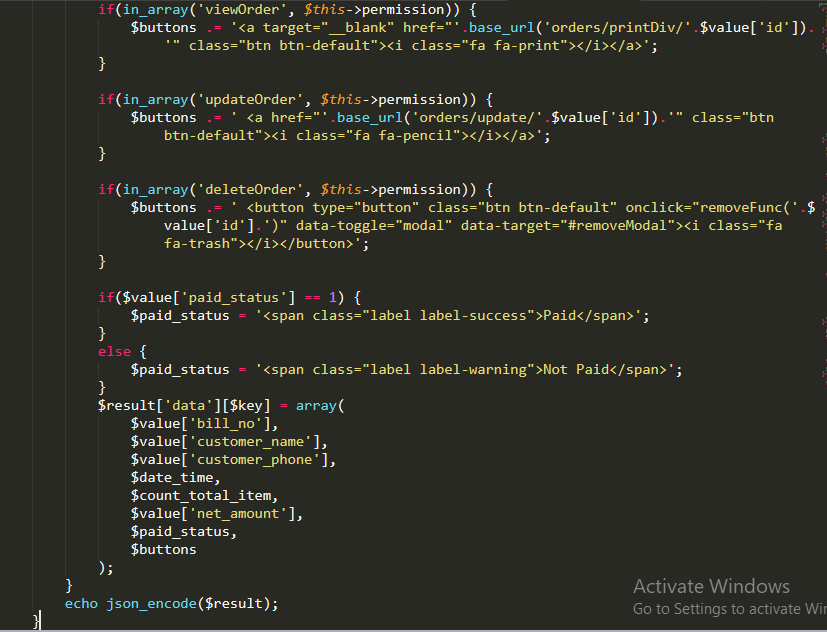 if(in_array('viewOrder', $this->permission)) {
$buttons .= '<a target="__blank" href="'.base_url('orders/printDiv/'.$value['id']).
'" class="btn btn-default"><i class="fa fa-print"></i></a>';
}
if(in_array('updateOrder', $this->permission)) {
$buttons .= ' <a href="'.base_url('orders/update/'.$value['id']).'" class="btn
btn-default"><i class="fa fa-pencil"></i></a>';
}
if(in_array('deleteOrder', $this->permission)) {
$buttons .= ' <button type="button" class="btn btn-default" onclick="removeFunc('.$
value['id'].')" data-toggle="modal" data-target="#removeModal"><i class="fa
fa-trash"></i></button>';
}
if($value['paid_status'] == 1) {
$paid_status = '<span class="label label-success">Paid</span>';
}
else {
$paid_status = '<span class="label label-warning">Not Paid</span>';
}
$result['data'][$key] = array(
$value['bill_no'],
$value['customer_name'],
$value['customer_phone'],
$date_time,
$count_total_item,
$value['net_amount'],
$paid_status,
$buttons
);
}
echo json_encode($result);
}
Activate Windows
Go to Settings to activate Win